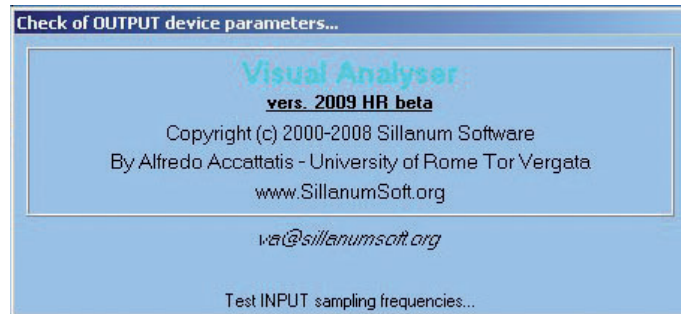 Check of OUTPUT device parameters...
Visual Analyser
vers. 2009 HR beta
Copyright (c) 2000-2008 Sillanum Software
By Alfredo Accattatis - University of Rome Tor Vergata
www.SillanumSoft.org
va@sillanumsoft.org
Test INPUT sampling frequencies...